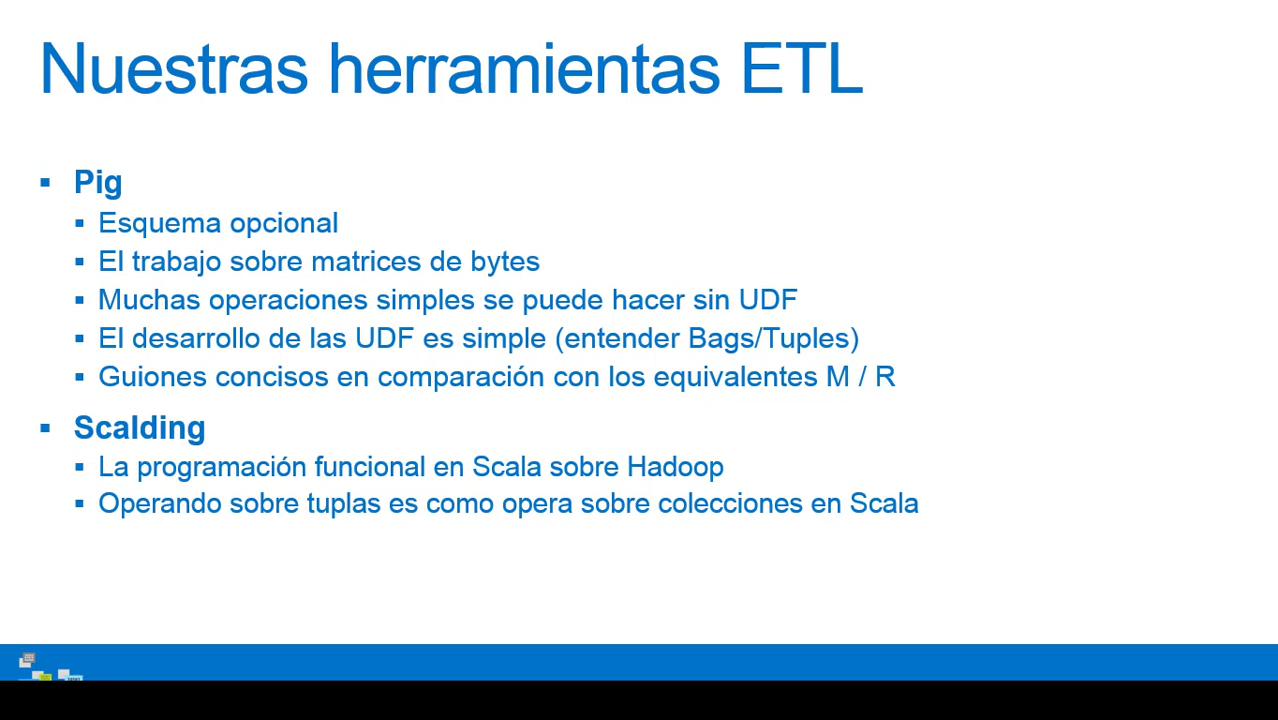 Nuestras herramientas ETL
Pig
Esquema opcional
El trabajo sobre matrices de bytes
Muchas operaciones simples se puede hacer sin UDF
El desarrollo de las UDF es simple (entender Bags/Tuples)
Guiones concisos en comparación con los equivalentes M / R
Scalding
La programación funcional en Scala sobre Hadoop
Operando sobre tuplas es como opera sobre colecciones en Scala